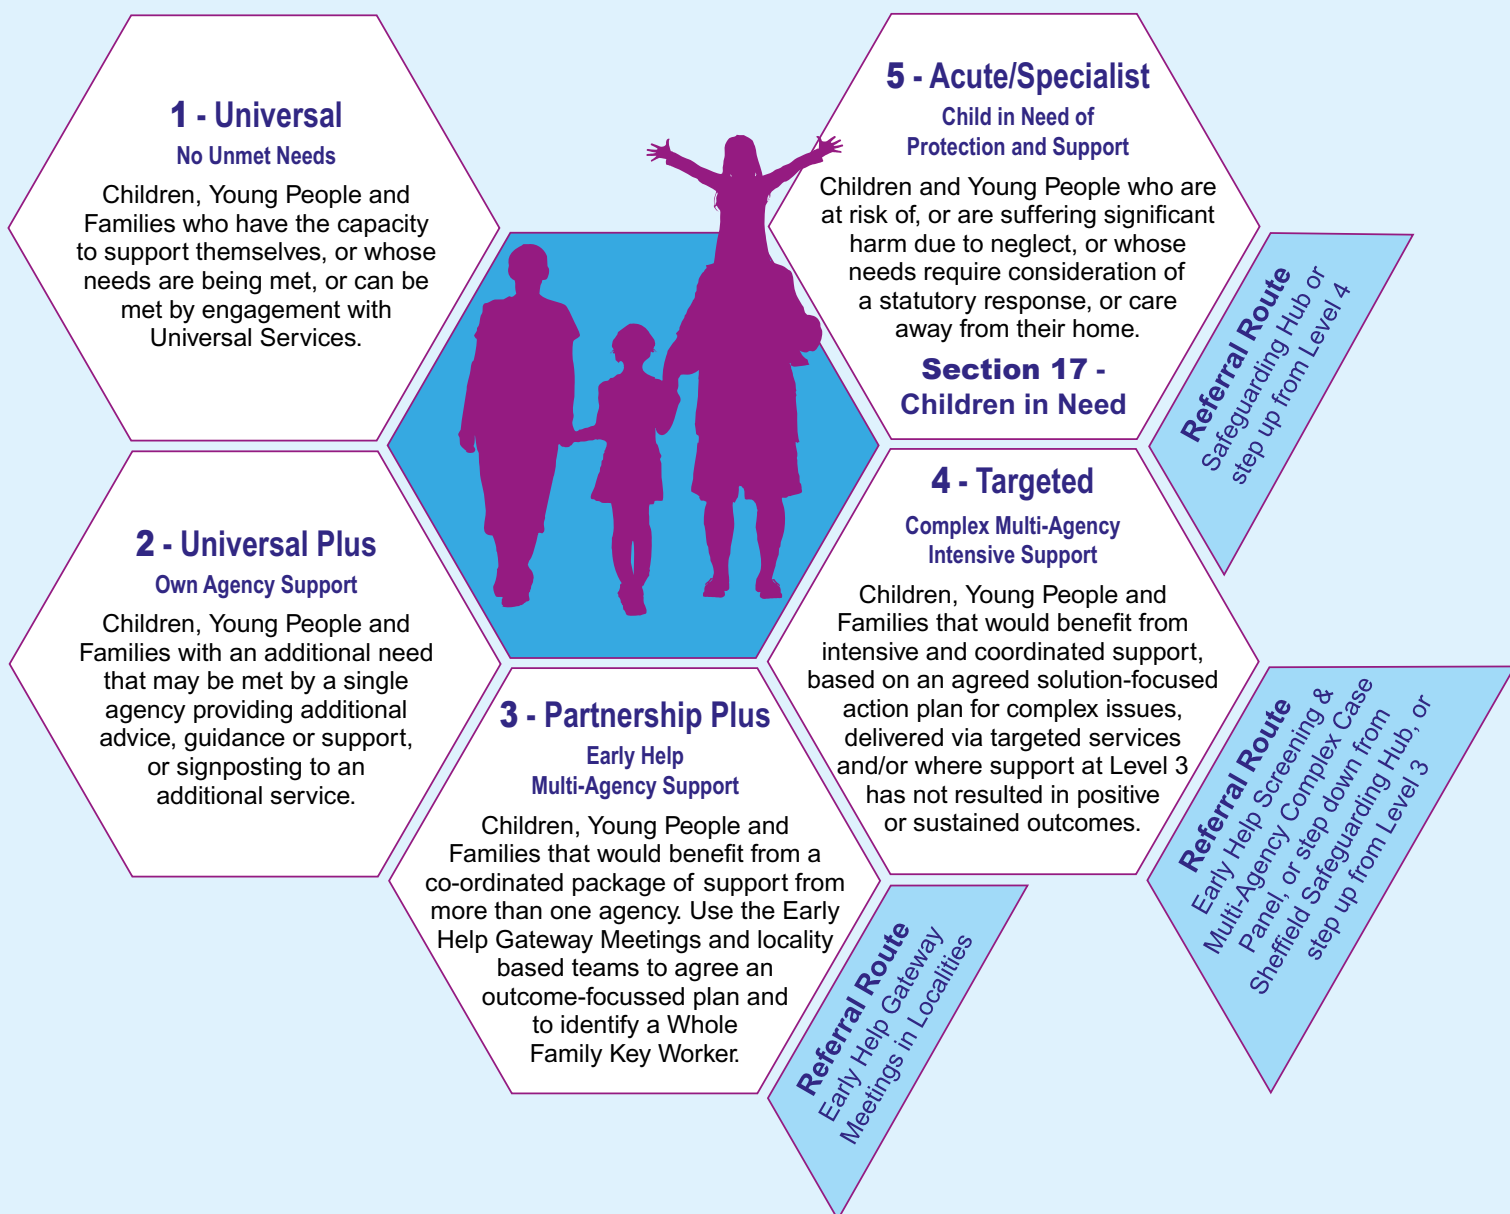 1 - Universal
No Unmet Needs
Children, Young People and
Families who have the capacity
to support themselves, or whose
needs are being met, or can be
met by engagement with
Universal Services.
2 - Universal Plus
Own Agency Support
Children, Young People and
Families with an additional need
that may be met by a single
agency providing additional
advice, guidance or support,
or signposting to an
additional service.
3 - Partnership Plus
Early Help
Multi-Agency Support
Children, Young People and
Families that would benefit from a
co-ordinated package of support from
more than one agency. Use the Early
Help Gateway Meetings and locality
based teams to agree an
outcome-focussed plan and
to identify a Whole
Family Key Worker.
Referral Route
Early Help Gateway
Meetings in Localities
4 - Targeted
Complex Multi-Agency
Intensive Support
Children, Young People and
Families that would benefit from
intensive and coordinated support,
based on an agreed solution-focused
action plan for complex issues,
delivered via targeted services
and/or where support at Level 3
has not resulted in positive
or sustained outcomes.
Referral Route
Early Help Screening &
Multi-Agency Complex Case
Panel, or step down from
Sheffield Safeguarding Hub, or
step up from Level 3
5 - Acute/Specialist
Child in Need of
Protection and Support
Children and Young People who are
at risk of, or are suffering significant
harm due to neglect, or whose
needs require consideration of
a statutory response, or care
away from their home.
Section 17 -
Children in Need
Referral Route
Safeguarding Hub or
step up from Level 4